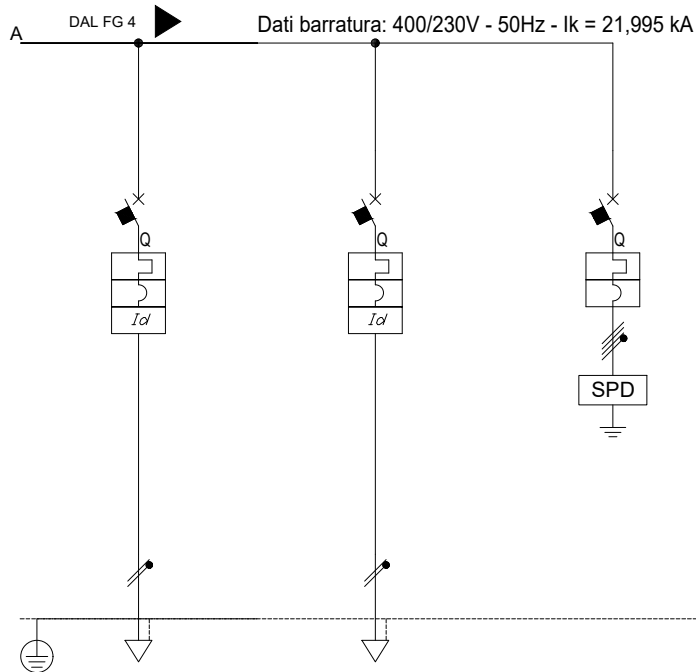 DAL FG 4
Dati barratura: 400/230V - 50Hz - Ik = 21,995 kA
A
Q
Q
Q
Id
Id
SPD